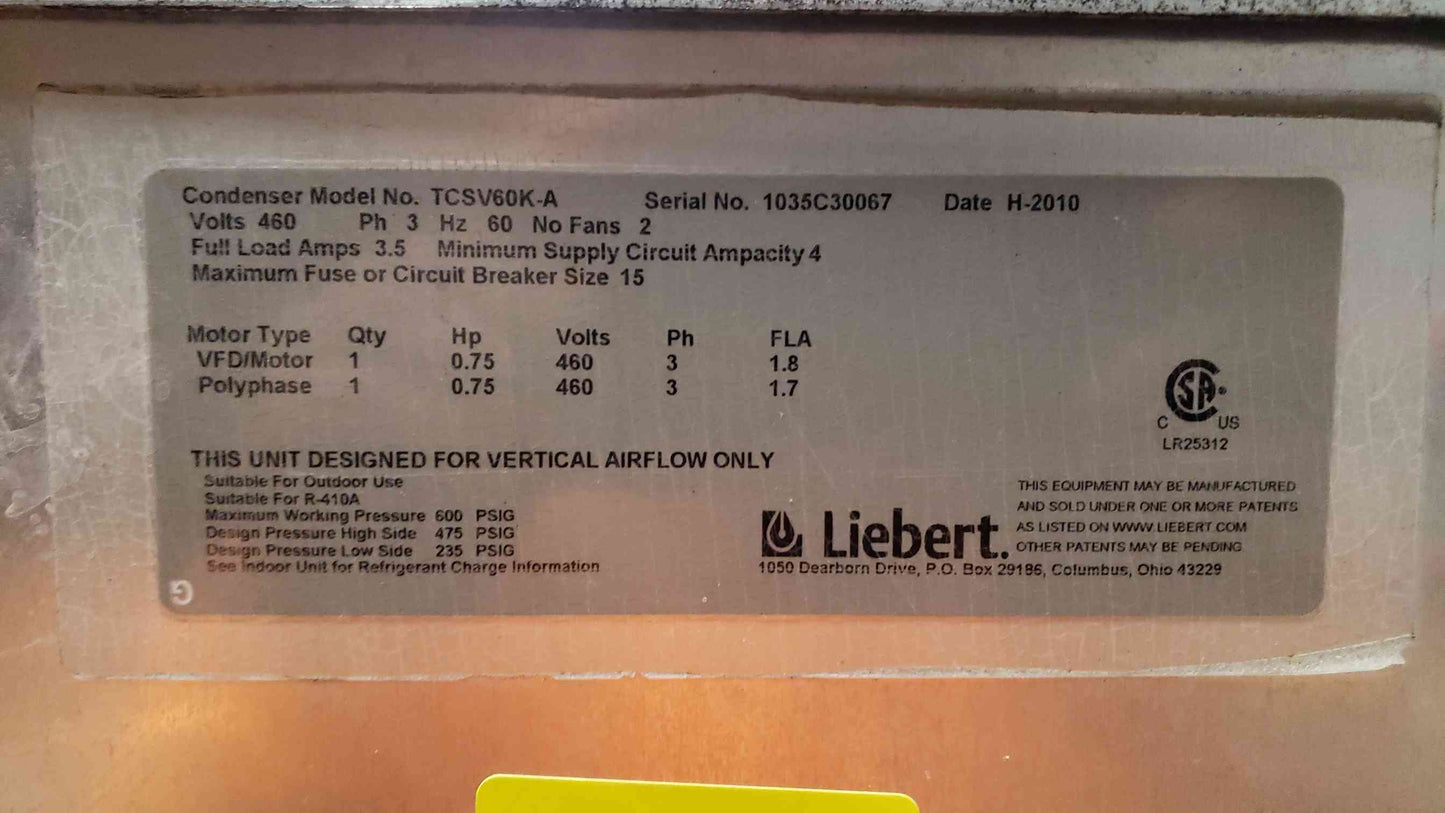 Condenser Model No. TCSV60K-A Serial No. 1035C30067 Date H-2010
Volts 460 Ph 3 Hz 60 No Fans 2
Full Load Amps 3.5 Minimum Supply Circuit Ampacity 4
Maximum Fuse or Circuit Breaker Size 15
Motor Type Qty Hp Volts Ph FLA
VFD/Motor 1 0.75 460 3 1.8
Polyphase 1 0.75 460 3 1.7
SA
C US
LR25312
THIS UNIT DESIGNED FOR VERTICAL AIRFLOW ONLY
Suitable For Outdoor Use
Suitable For R-410A
Maximum Working Pressure 600 PSIG
Design Pressure High Side 475 PSIG
Design Pressure Low Side 235 PSIG
See Indoor Unit for Refrigerant Charge Information
THIS EQUIPMENT MAY BE MANUFACTURED
AND SOLD UNDER ONE OR MORE PATENTS
AS LISTED ON WWW.LIEBERT.COM
OTHER PATENTS MAY BE PENDING
Liebert.
1050 Dearborn Drive, P.O. Box 29186, Columbus, Ohio 43229
G